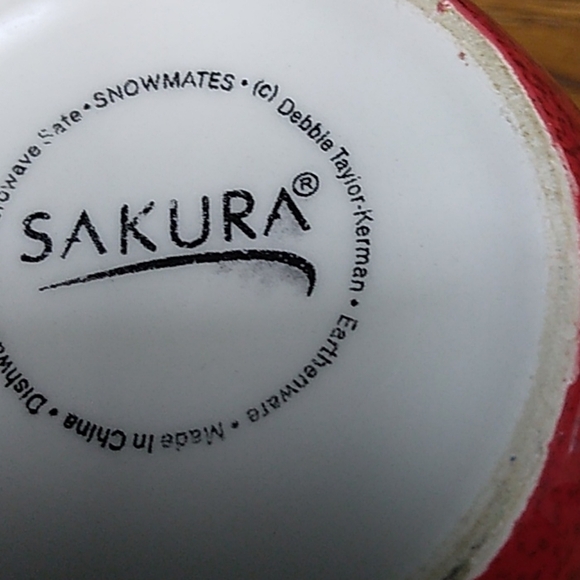 SNOWMATES • (c) Debbie Taylor-Kerman • Earthenware • Made In China •
SAKURA®